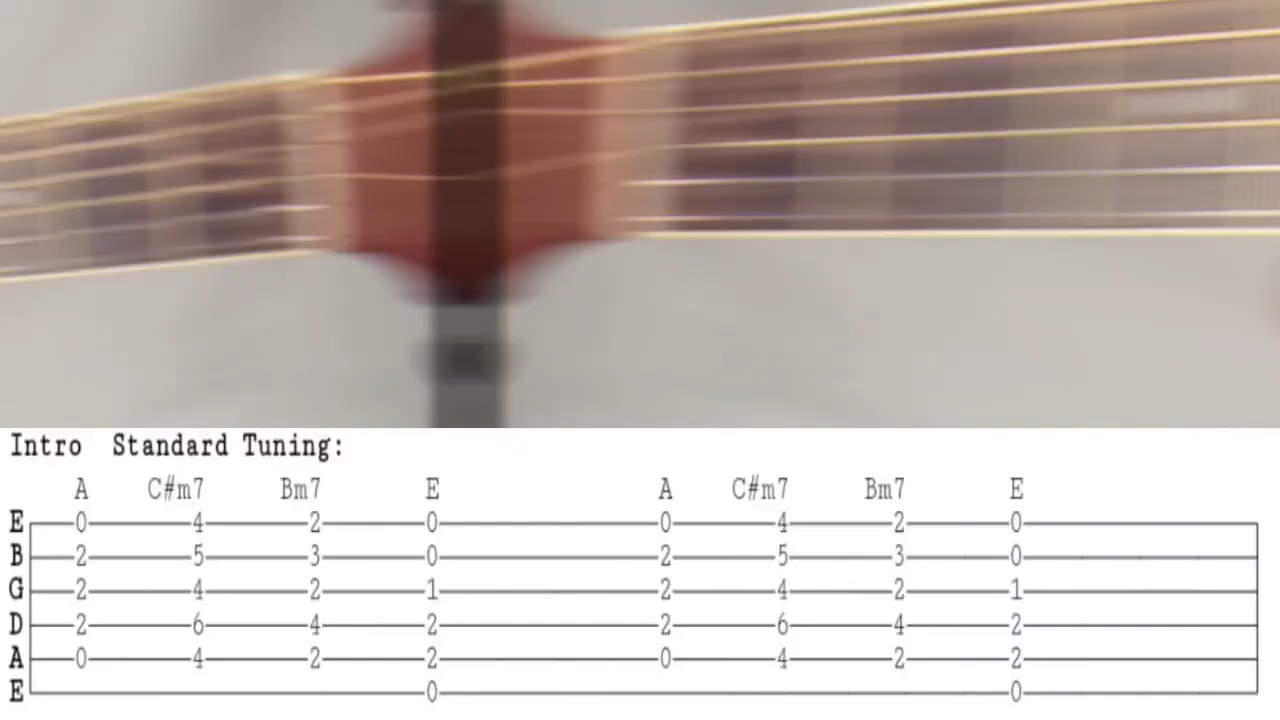 Intro Standard Tuning:
A C#m7 Bm7 E A C#m7 Bm7 E
E 0 4 2 0 0 4 2 0
B 2 5 3 0 2 5 3 0
G 2 4 2 1 2 4 2 1
D 2 6 4 2 2 6 4 2
A 0 4 2 2 0 4 2 2
E 0 0